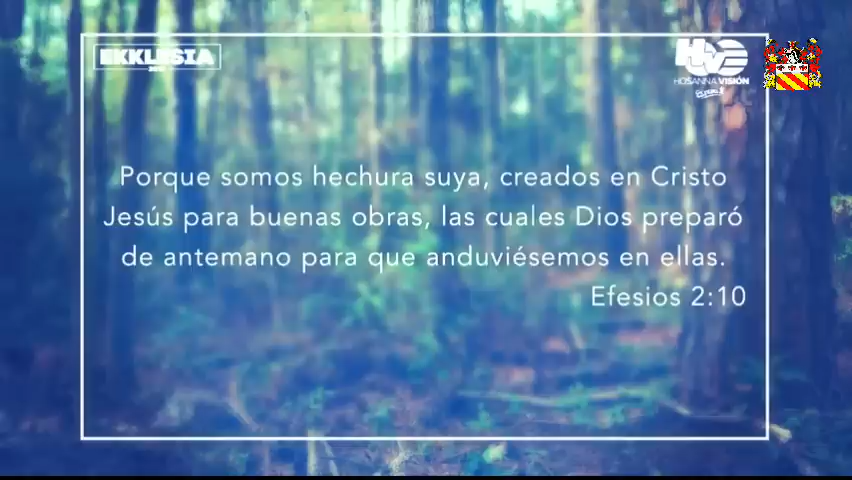 EKKLESIA
HOSANNA VISIÓN
Porque somos hechura suya, creados en Cristo
Jesús para buenas obras, las cuales Dios preparó
de antemano para que anduviésemos en ellas.
Efesios 2:10